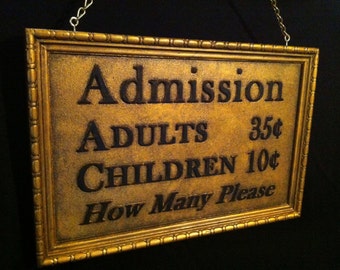 Admission
ADULTS 35¢
CHILDREN 10¢
How Many Please